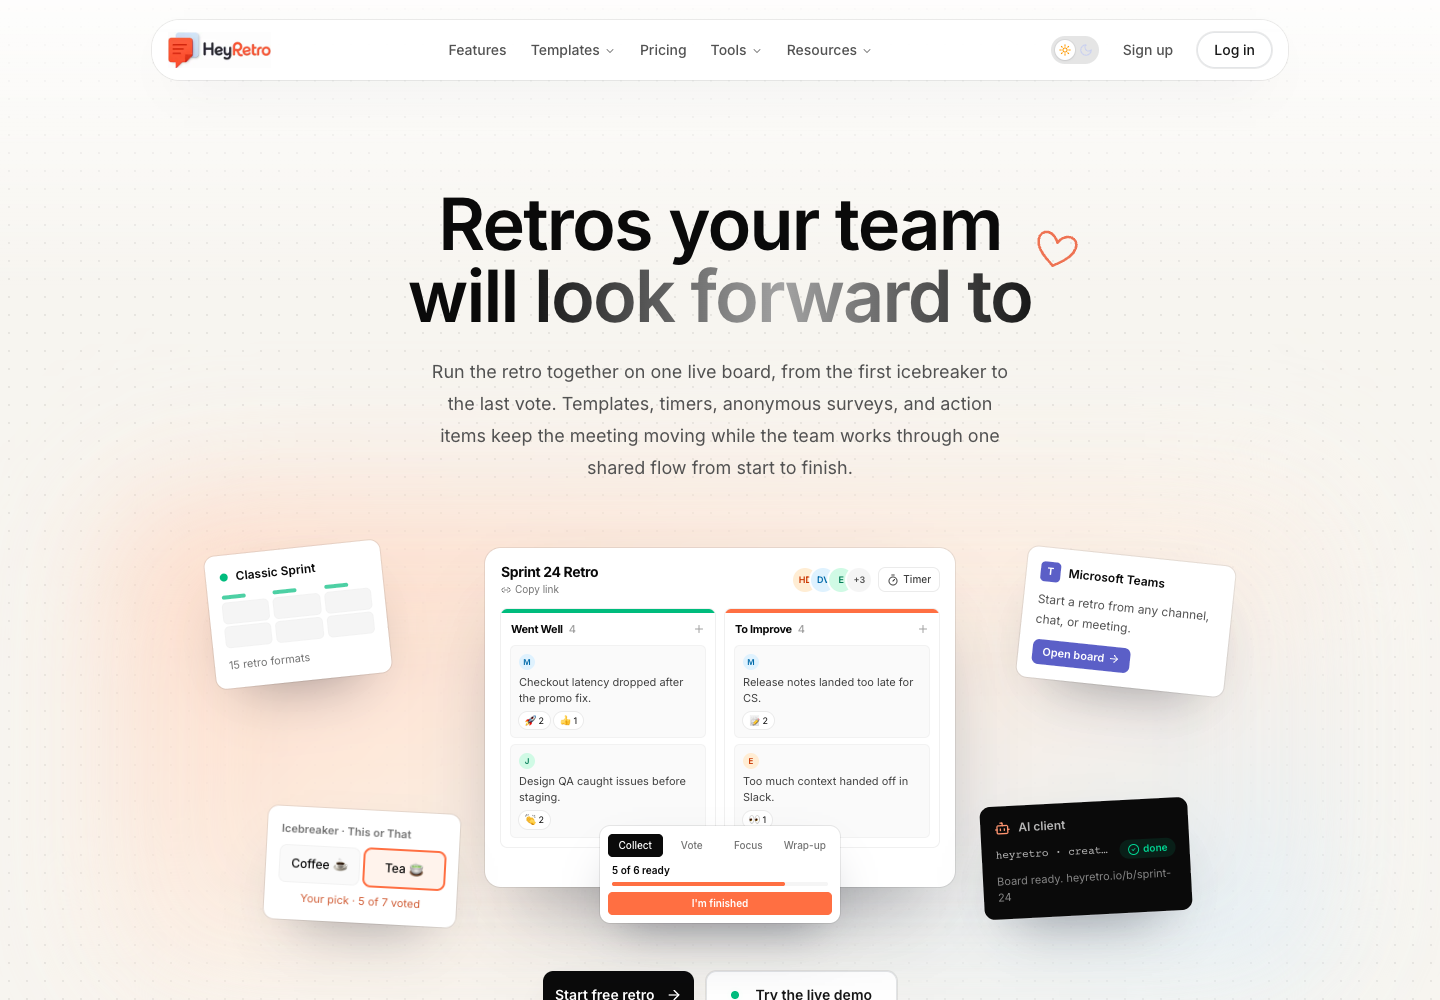 HeyRetro
Features
Templates
Pricing
Tools
Resources
Sign up
Log in
Retros your team
will look forward to
Run the retro together on one live board, from the first icebreaker to
the last vote. Templates, timers, anonymous surveys, and action
items keep the meeting moving while the team works through one
shared flow from start to finish.
Classic Sprint
15 retro formats
Sprint 24 Retro
Copy link
E
+3
Timer
Went Well 4
M
Checkout latency dropped after
the promo fix.
🚀 2
👍 1
J
Design QA caught issues before
staging.
👏 2
To Improve 4
M
Release notes landed too late for
CS.
📝 2
E
Too much context handed off in
Slack.
👀 1
Collect
Vote
Focus
Wrap-up
5 of 6 ready
I'm finished
T
Microsoft Teams
Start a retro from any channel,
chat, or meeting.
Open board →
Icebreaker · This or That
Coffee ☕
Tea 🍵
Your pick · 5 of 7 voted
AI client
heyretro · creat…
done
Board ready. heyretro.io/b/sprint-
24
Start free retro →
Try the live demo